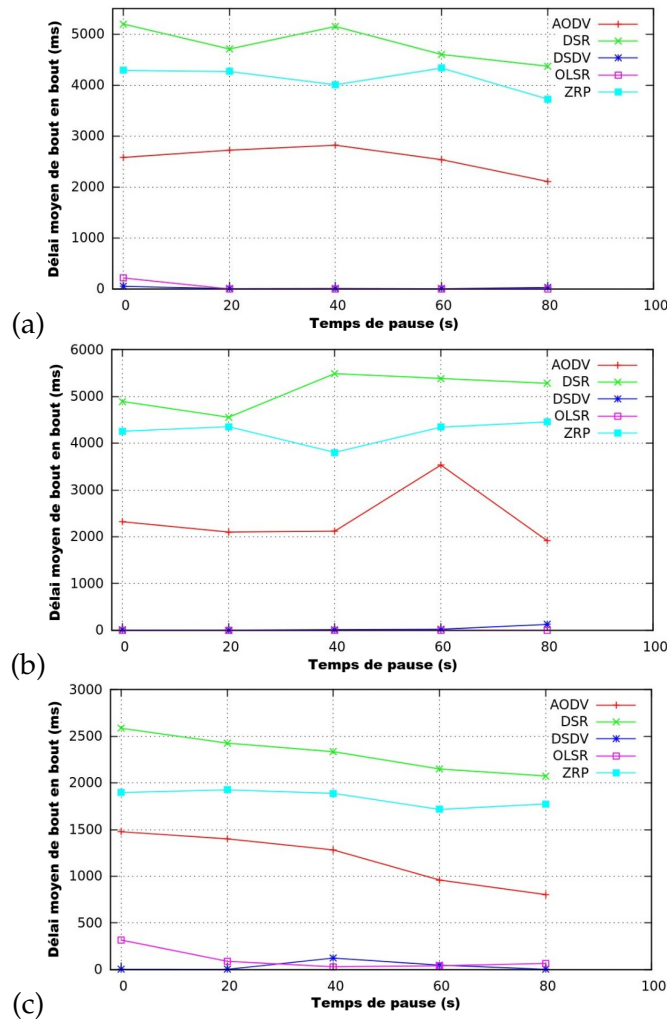 Délai moyen de bout en bout (ms)
5000
4000
3000
2000
1000
0
AODV
DSR
DSDV
OLSR
ZRP
0 20 40 60 80 100
Temps de pause (s)
(a)
Délai moyen de bout en bout (ms)
6000
5000
4000
3000
2000
1000
0
AODV
DSR
DSDV
OLSR
ZRP
0 20 40 60 80 100
Temps de pause (s)
(b)
Délai moyen de bout en bout (ms)
3000
2500
2000
1500
1000
500
0
AODV
DSR
DSDV
OLSR
ZRP
0 20 40 60 80 100
Temps de pause (s)
(c)